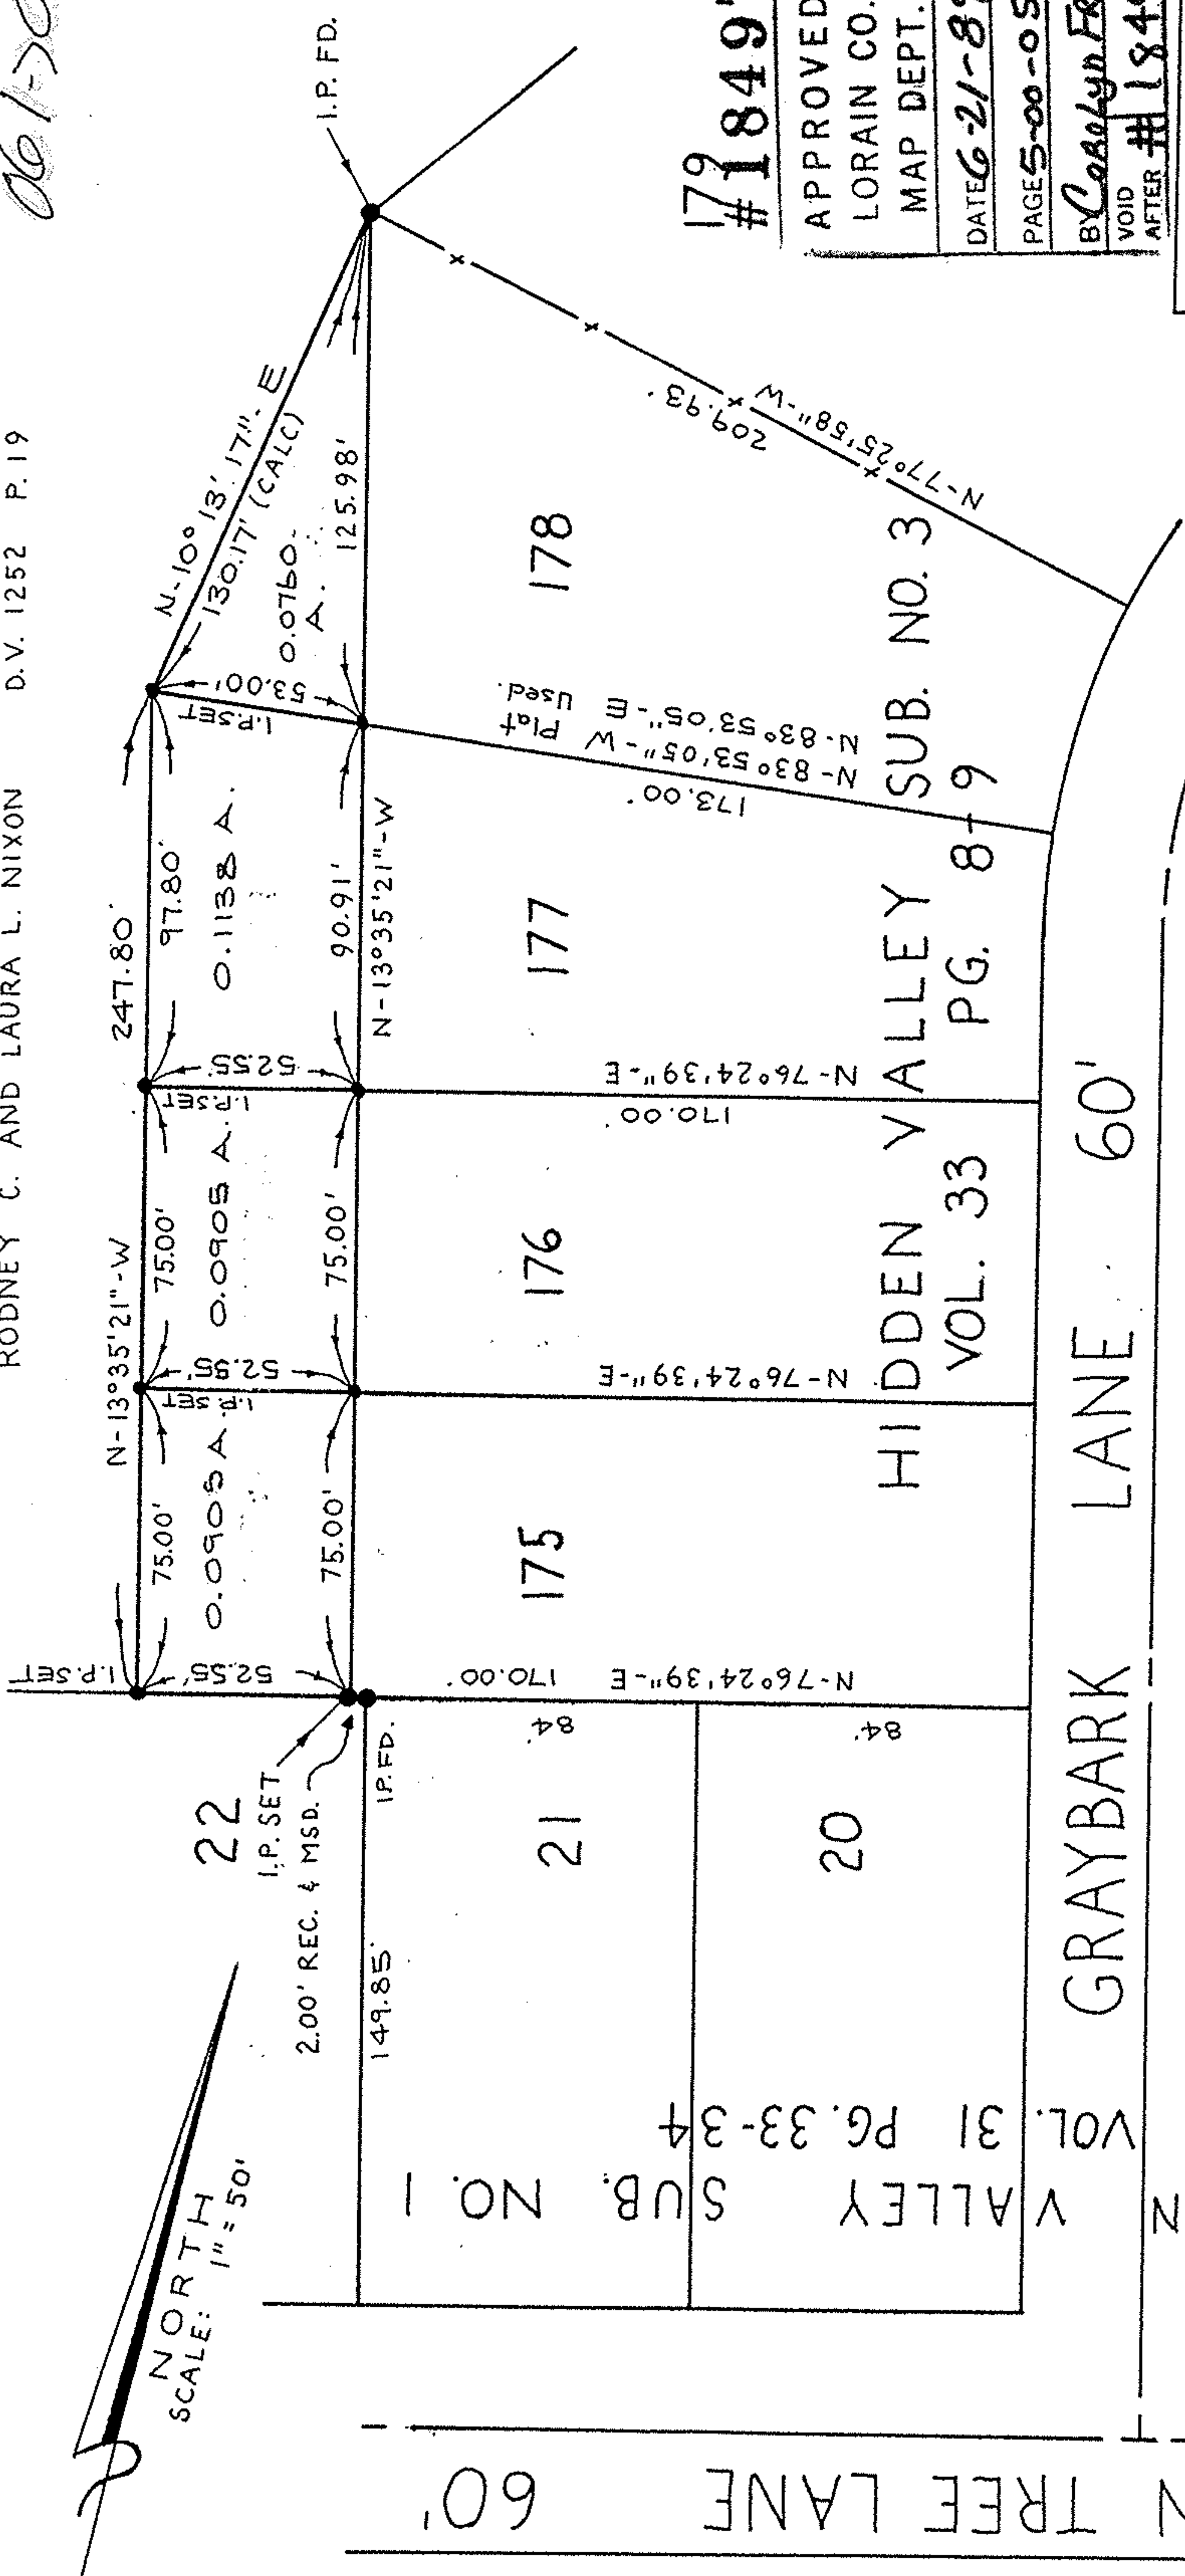 RODNEY C. AND LAURA L. NIXON D.V. 1252 P. 19
I.P. FD.
N-10° 13' 17"-E
130.17' (CALC)
0.0760-
A.
125.98'
53.00'
I.P. SET
247.80'
97.80'
0.1138 A.
90.91'
N-13°35'21"-W
52.55'
I.P. SET
75.00'
0.0905 A.
75.00'
N-13°35'21"-W
52.55'
I.P. SET
75.00'
0.0905 A.
75.00'
I.P. SET
52.55'
22
I.P. SET
2.00' REC. & MSD.
I.P. FD.
149.85'
NORTH
SCALE: 1" = 50'
178
209.93'
N-77°25'58"-W
Plat Used.
N-83°53'05"-E
N-83°53'05"-W
173.00'
177
N-76°24'39"-E
170.00'
176
N-76°24'39"-E
175
170.00'
N-76°24'39"-E
84'
84'
21
20
HIDDEN VALLEY SUB. NO. 3
VOL. 33 PG. 8-9
VALLEY SUB. NO. 1
VOL. 31 PG. 33-34
GRAYBARK LANE 60'
TREE LANE 60'
179
APPROVED
LORAIN CO.
MAP DEPT.
PAGE 5-00-05
BY Carolyn
VOID
AFTER